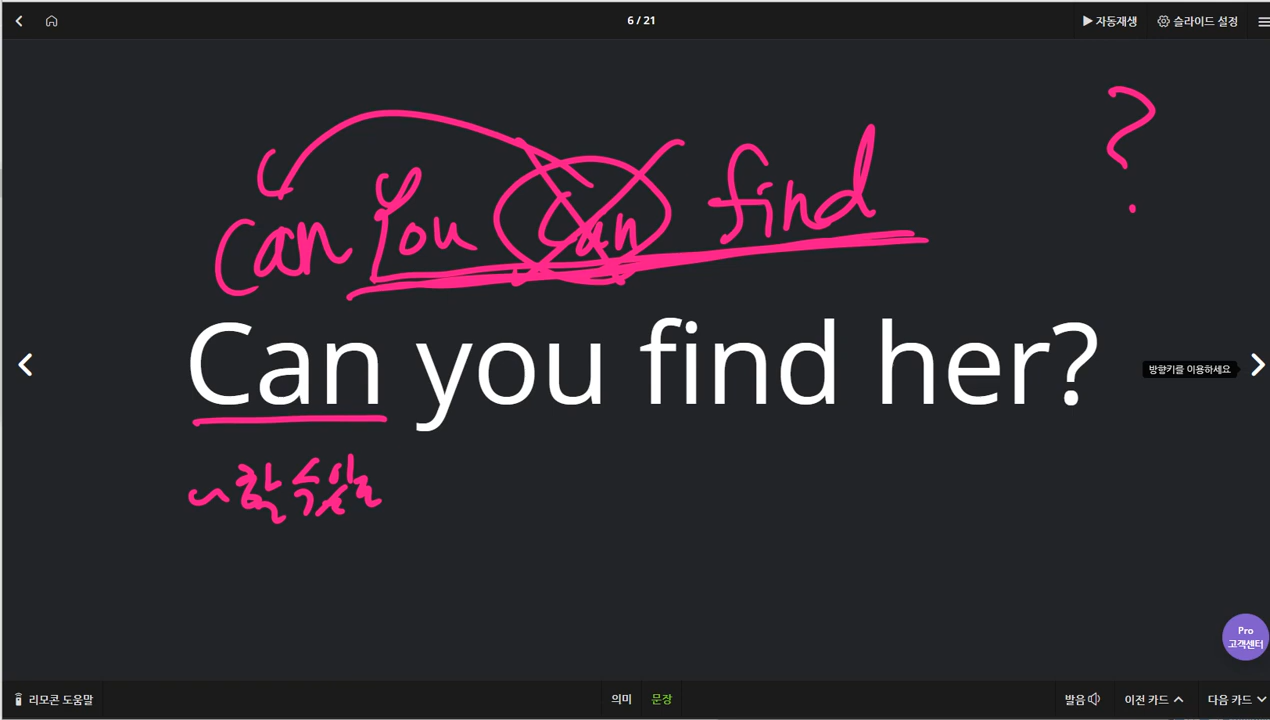 6 / 21
자동재생
슬라이드 설정
?
can You can find
Can you find her?
방향키를 이용하세요
~할 수 있
Pro
고객센터
리모콘 도움말
의미
문장
발음
이전 카드
다음 카드